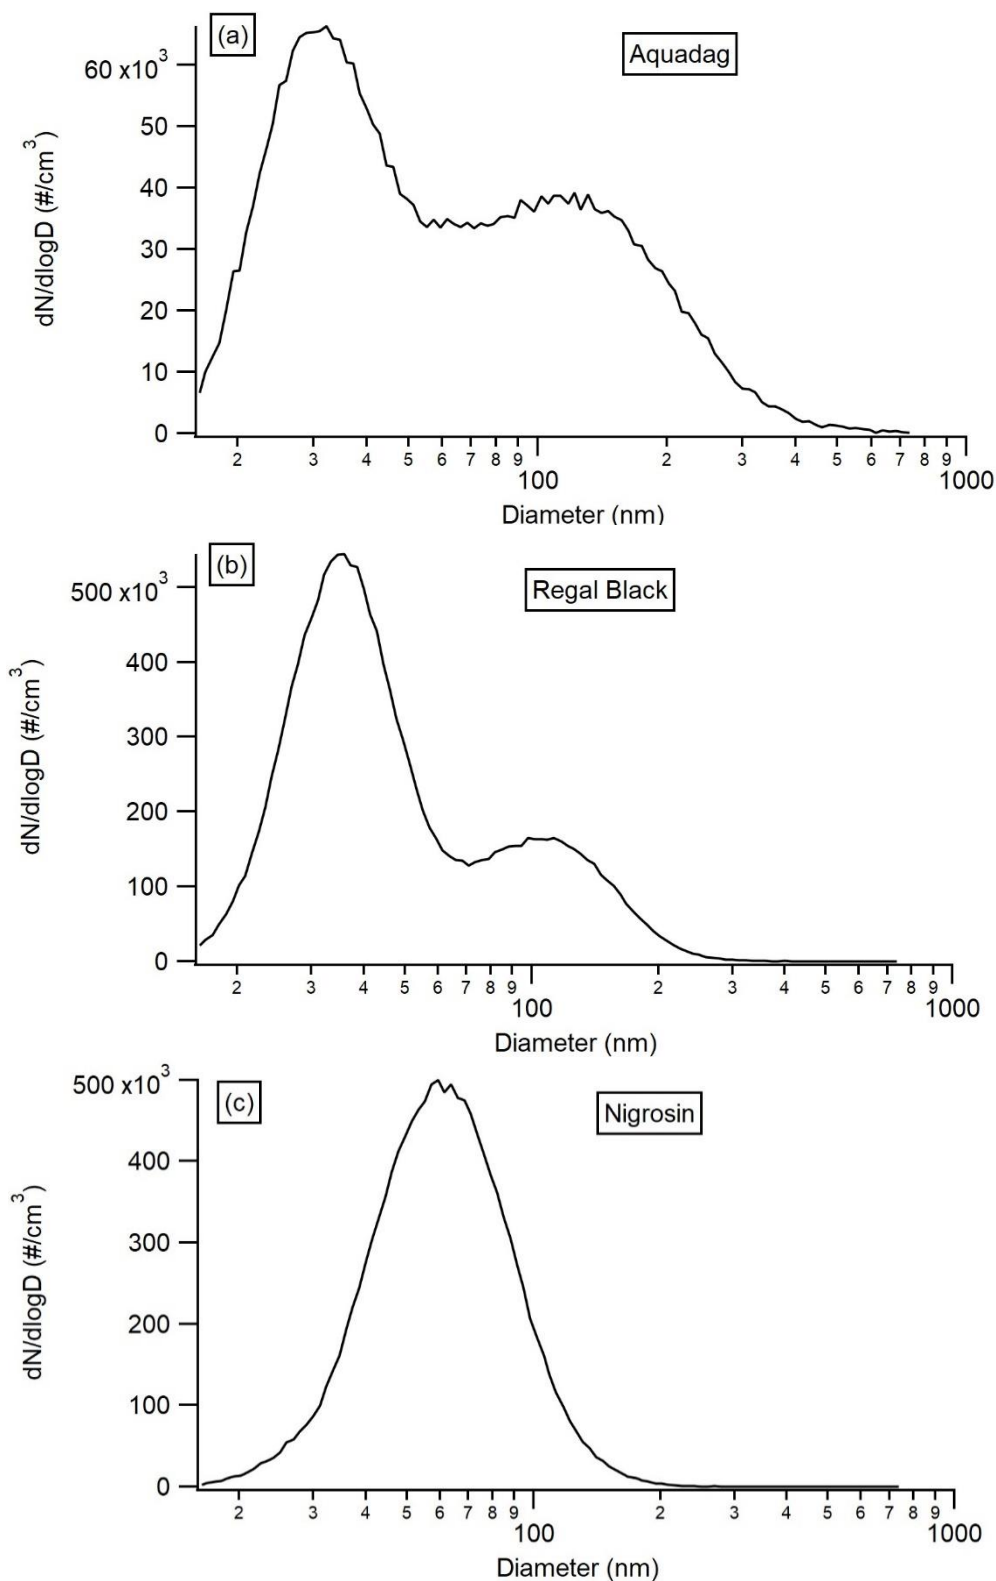 (a)
Aquadag
dN/dlogD (#/cm³)
60 x10³
50
40
30
20
10
0
2 3 4 5 6 7 8 9 100 2 3 4 5 6 7 8 9 1000
Diameter (nm)
(b)
Regal Black
dN/dlogD (#/cm³)
500 x10³
400
300
200
100
0
2 3 4 5 6 7 8 9 100 2 3 4 5 6 7 8 9 1000
Diameter (nm)
(c)
Nigrosin
dN/dlogD (#/cm³)
500 x10³
400
300
200
100
0
2 3 4 5 6 7 8 9 100 2 3 4 5 6 7 8 9 1000
Diameter (nm)